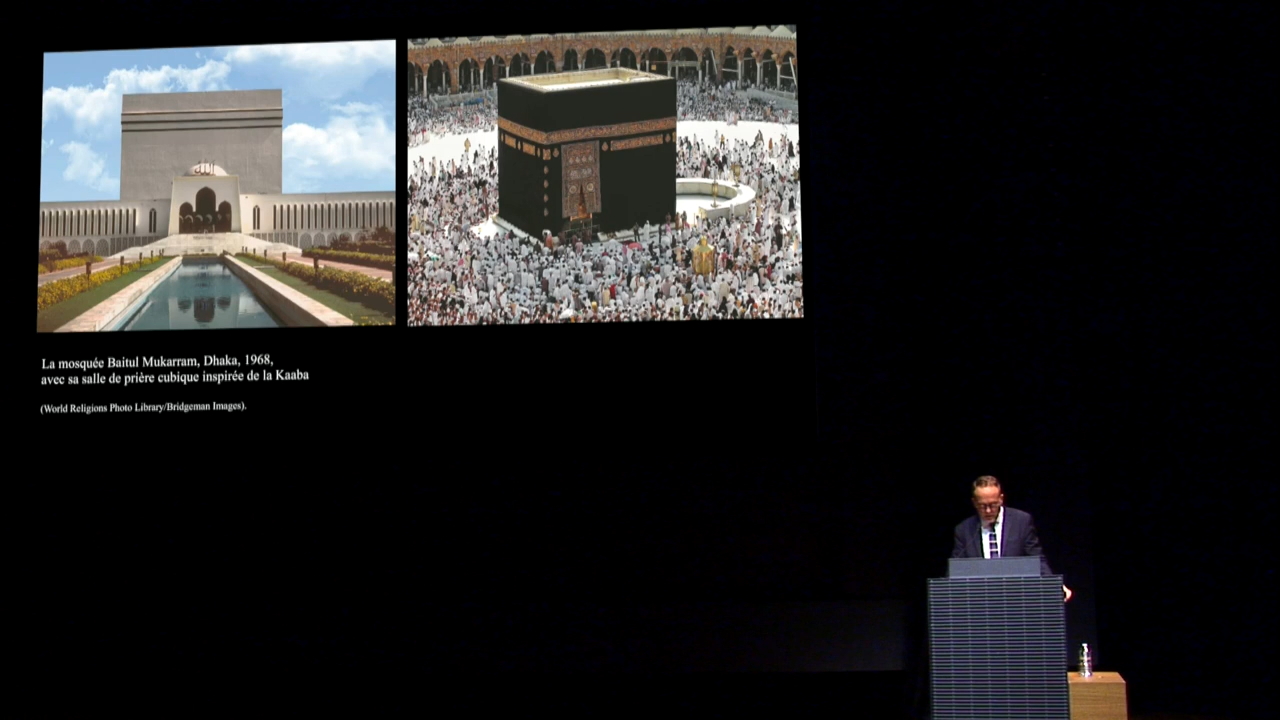 الله
La mosquée Baitul Mukarram, Dhaka, 1968,
avec sa salle de prière cubique inspirée de la Kaaba
(World Religions Photo Library/Bridgeman Images).